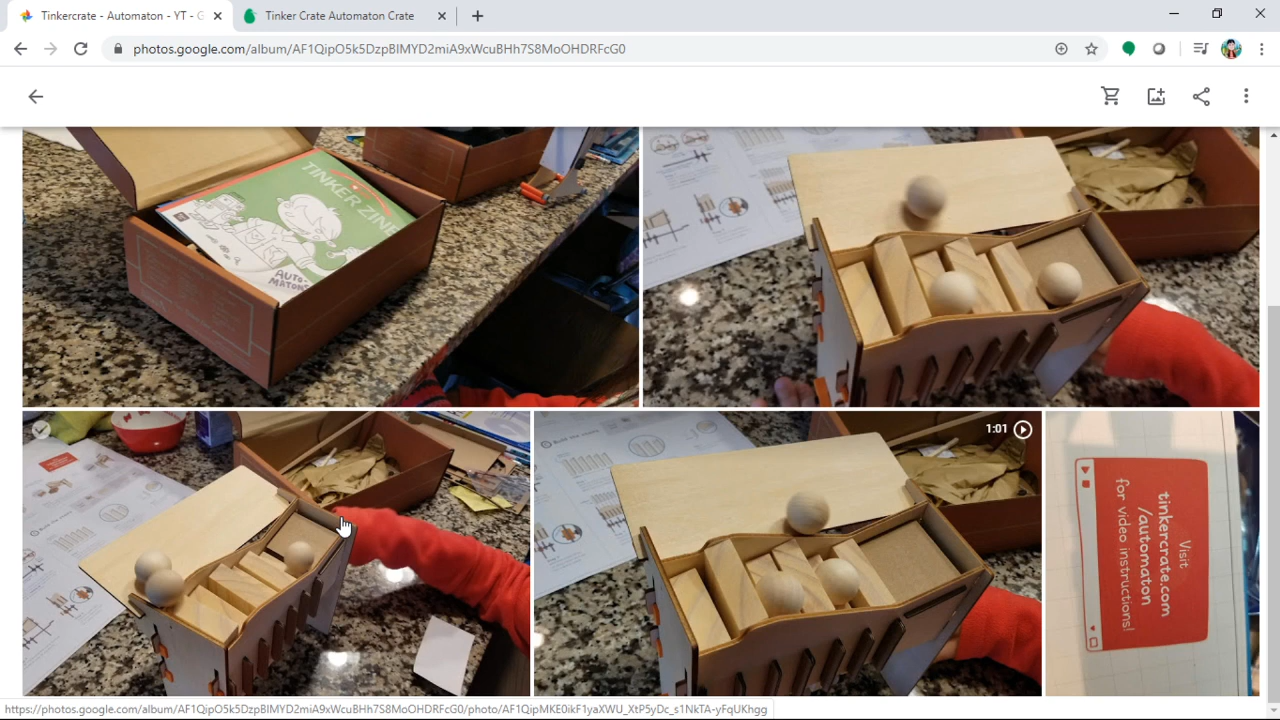 Tinkercrate - Automaton - YT - G
Tinker Crate Automaton Crate
photos.google.com/album/AF1QipO5k5DzpBIMYD2miA9xWcuBHh7S8MoOHDRFcG0
TINKER ZINE
AUTO-
MATONS
1:01
Visit
tinkercrate.com
/automaton
for video instructions!
https://photos.google.com/album/AF1QipO5k5DzpBIMYD2miA9xWcuBHh7S8MoOHDRFcG0/photo/AF1QipMKE0ikF1yaXWU_XtP5yDc_s1NkTA-yFqUKhgg